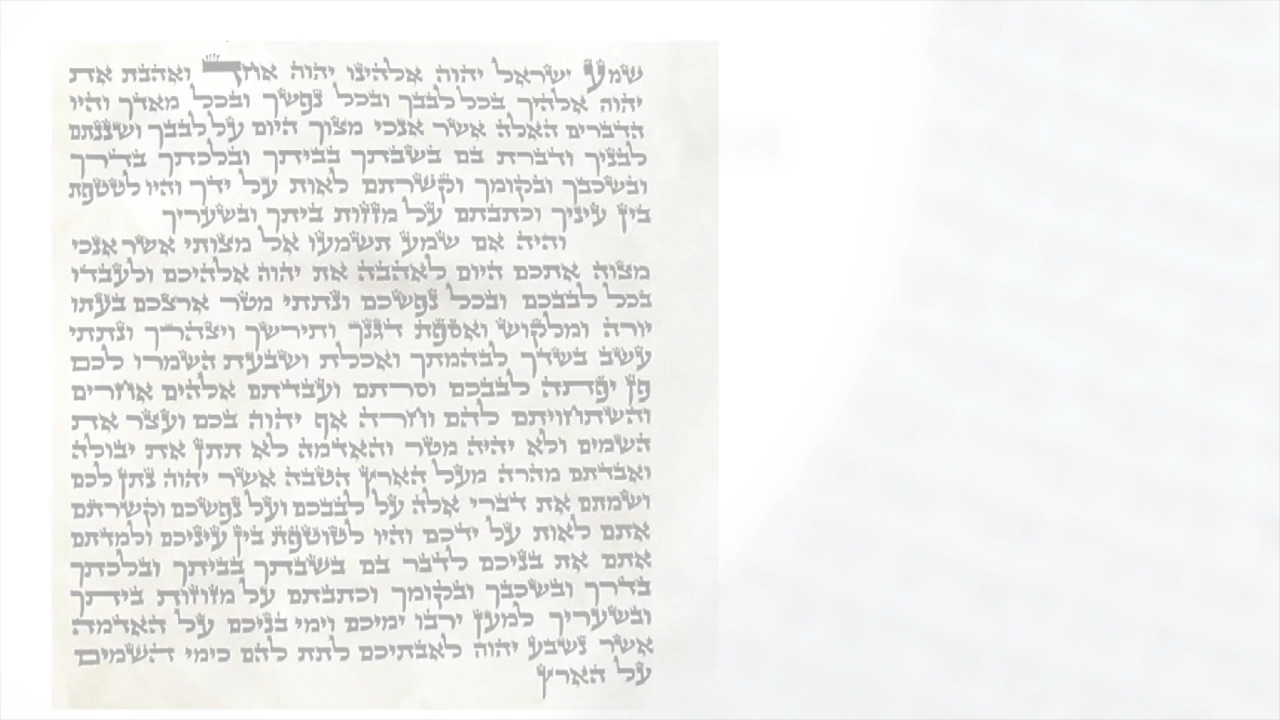 שמע ישראל יהוה אלהינו יהוה אחד ואהבת את
יהוה אלהיך בכל לבבך ובכל נפשך ובכל מאדך והיו
הדברים האלה אשר אנכי מצוך היום על לבבך ושננתם
לבניך ודברת בם בשבתך בביתך ובלכתך בדרך
ובשכבך ובקומך וקשרתם לאות על ידך והיו לטטפת
בין עיניך וכתבתם על מזזות ביתך ובשעריך
והיה אם שמע תשמעו אל מצותי אשר אנכי
מצוה אתכם היום לאהבה את יהוה אלהיכם ולעבדו
בכל לבבכם ובכל נפשכם ונתתי מטר ארצכם בעתו
יורה ומלקוש ואספת דגנך ותירשך ויצהרך ונתתי
עשב בשדך לבהמתך ואכלת ושבעת השמרו לכם
פן יפתה לבבכם וסרתם ועבדתם אלהים אחרים
והשתחויתם להם וחרה אף יהוה בכם ועצר את
השמים ולא יהיה מטר והאדמה לא תתן את יבולה
ואבדתם מהרה מעל הארץ הטבה אשר יהוה נתן לכם
ושמתם את דברי אלה על לבבכם ועל נפשכם וקשרתם
אתם לאות על ידכם והיו לטוטפת בין עיניכם ולמדתם
אתם את בניכם לדבר בם בשבתך בביתך ובלכתך
בדרך ובשכבך ובקומך וכתבתם על מזוזות ביתך
ובשעריך למען ירבו ימיכם וימי בניכם על האדמה
אשר נשבע יהוה לאבתיכם לתת להם כימי השמים
על הארץ